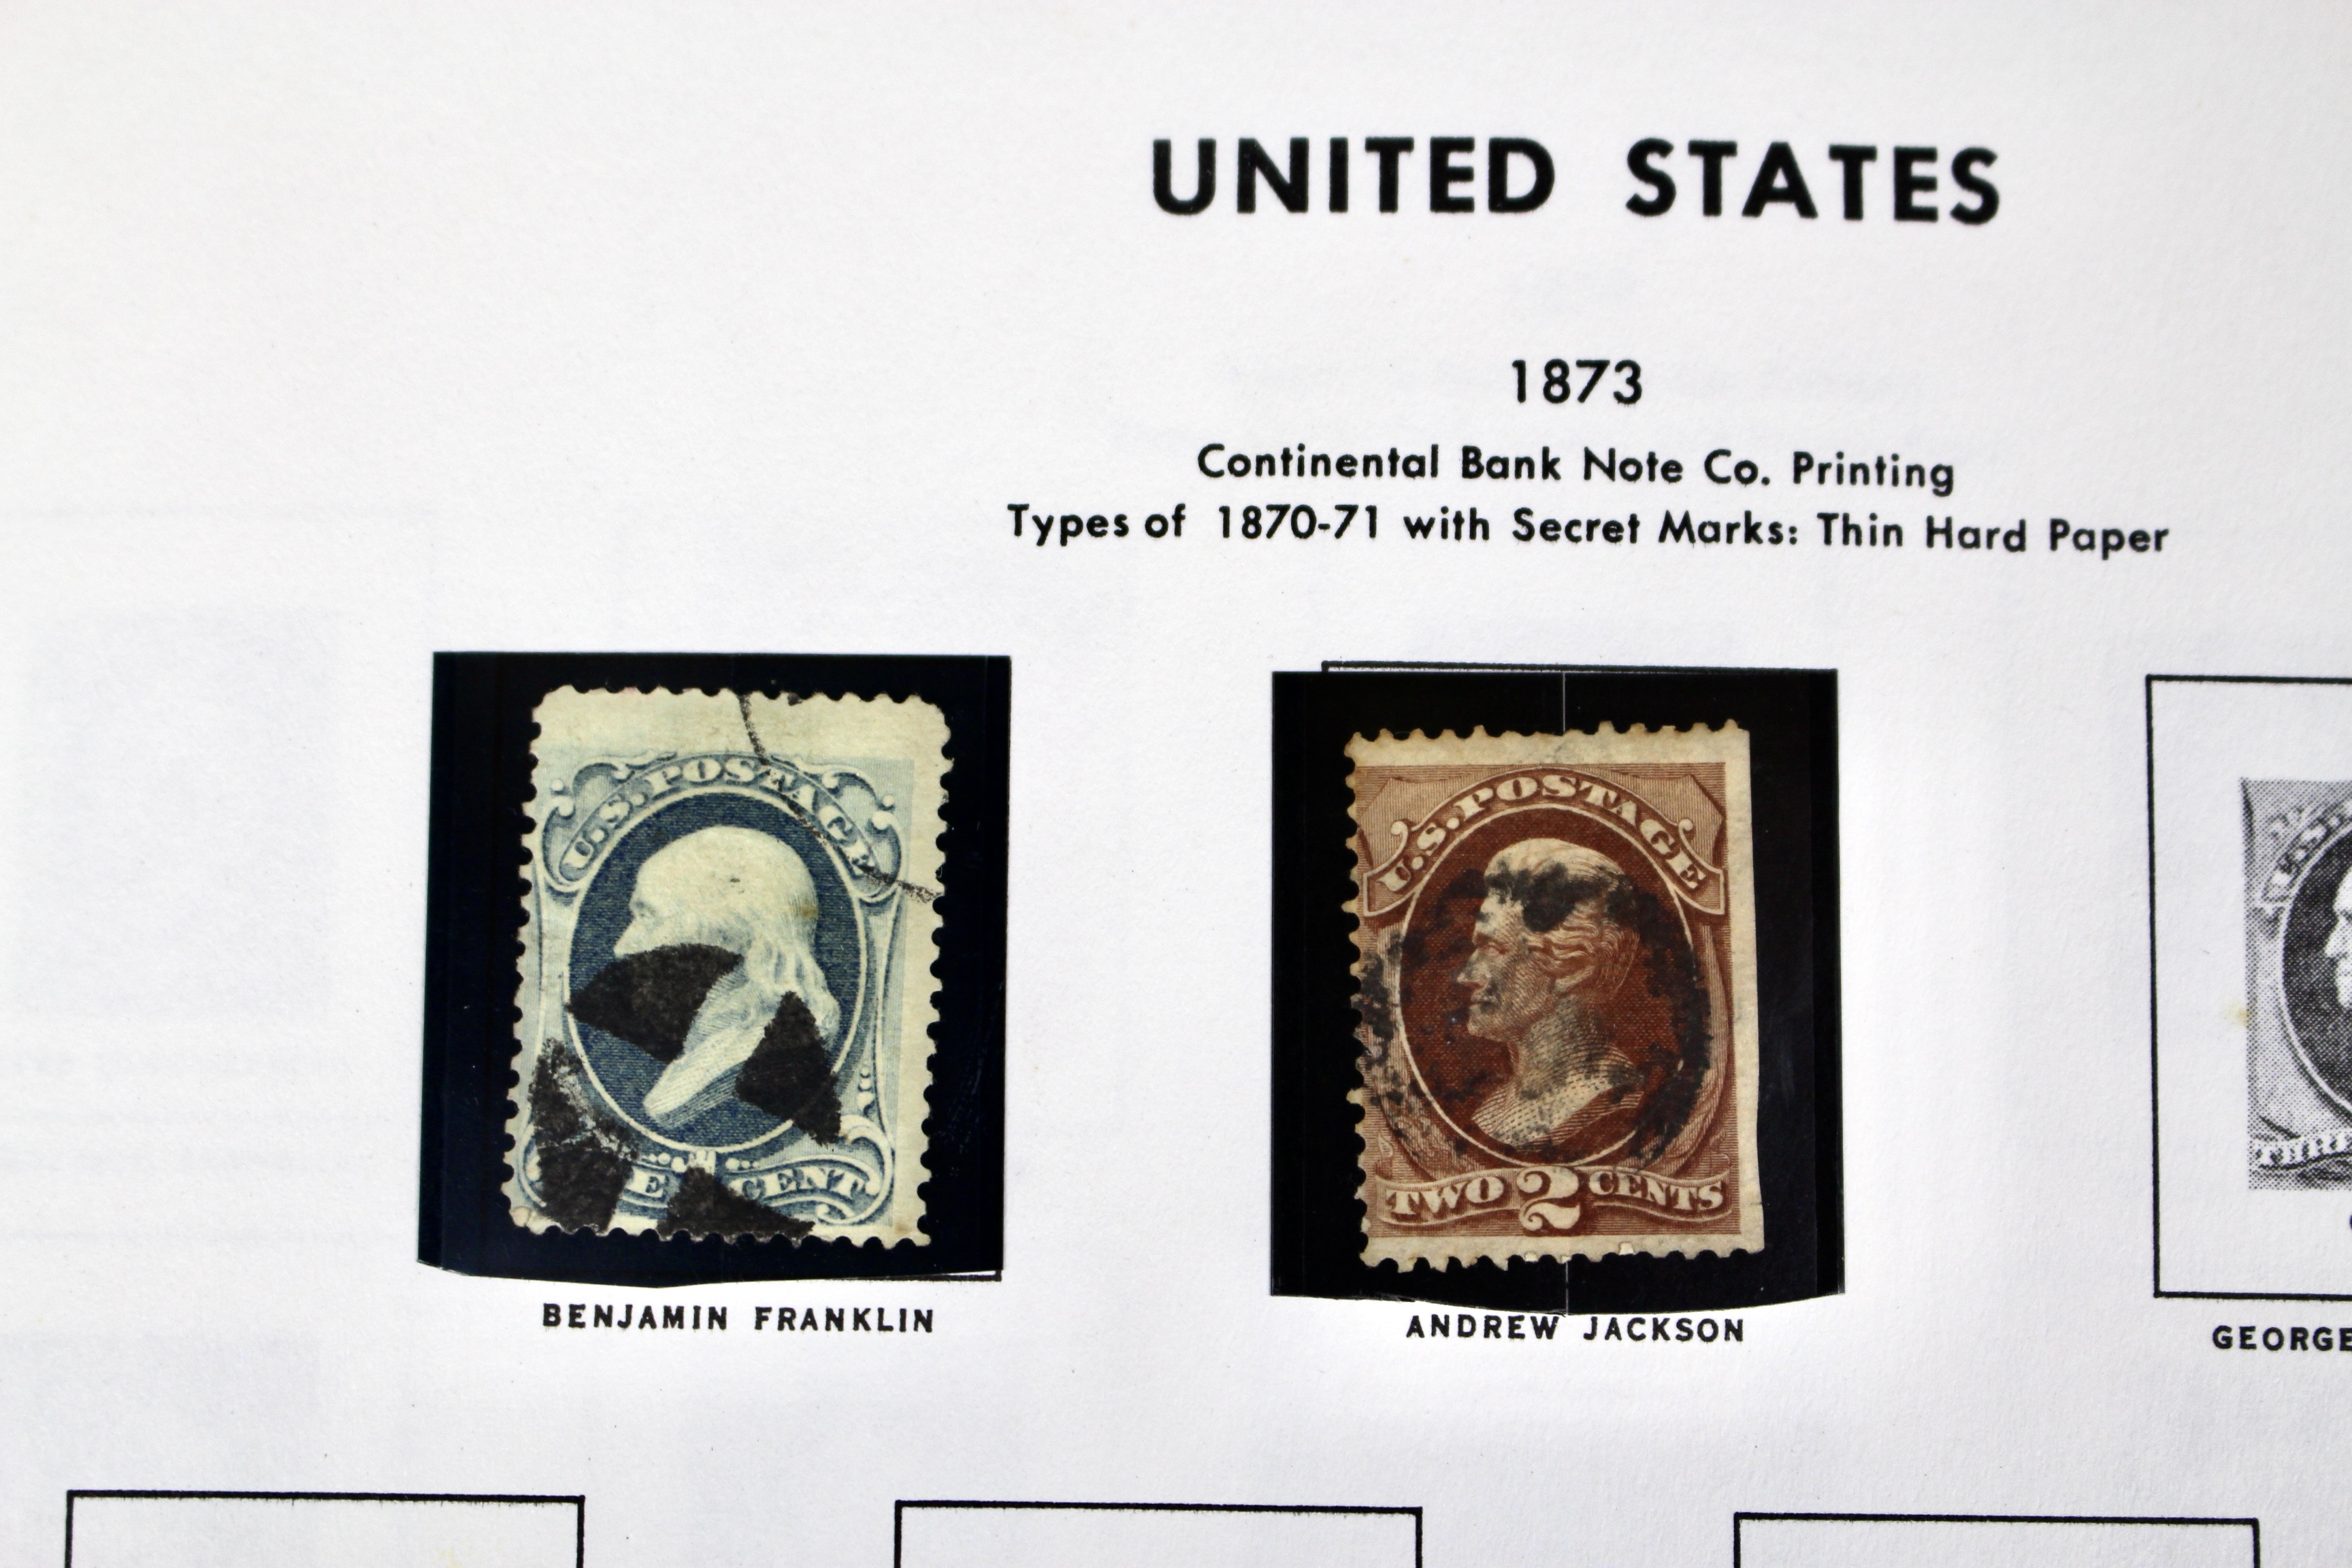 UNITED STATES
1873
Continental Bank Note Co. Printing
Types of 1870-71 with Secret Marks: Thin Hard Paper
U.S. POSTAGE
E CENT
BENJAMIN FRANKLIN
U.S. POSTAGE
TWO 2 CENTS
ANDREW JACKSON
GEORGE